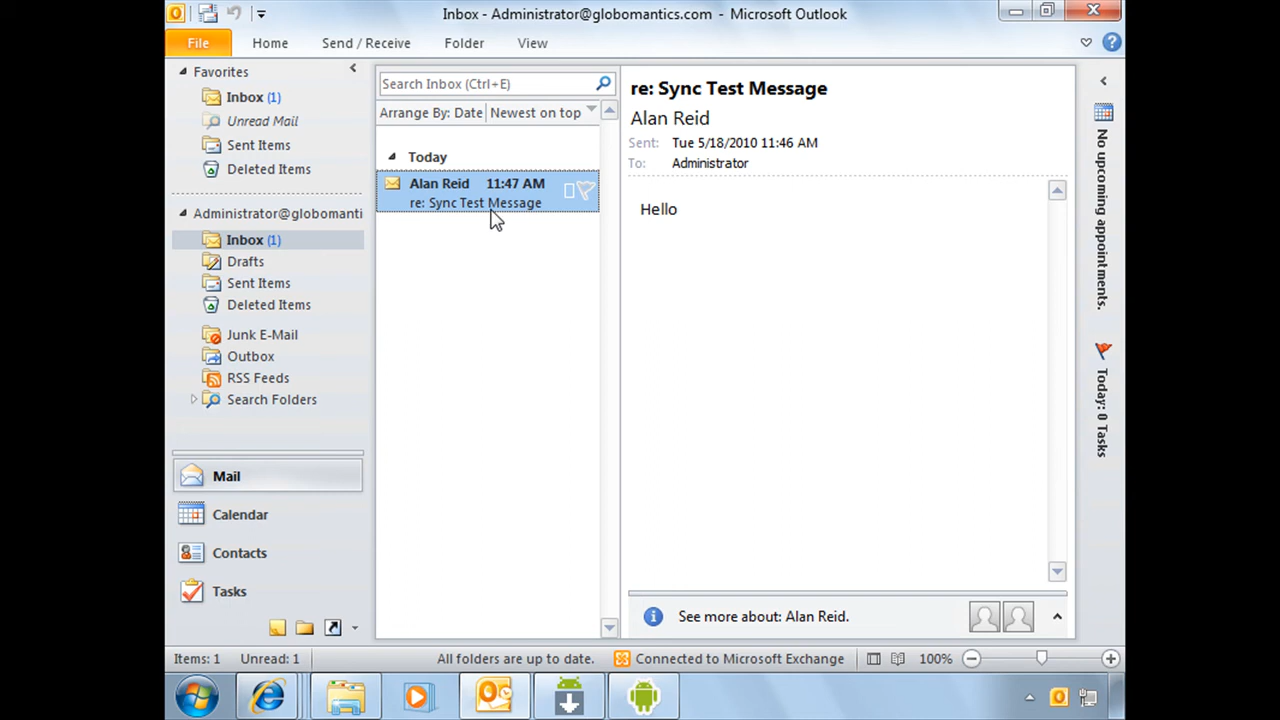 Inbox - Administrator@globomantics.com - Microsoft Outlook
File Home Send / Receive Folder View
Favorites
Inbox (1)
Unread Mail
Sent Items
Deleted Items
Administrator@globomanti
Inbox (1)
Drafts
Sent Items
Deleted Items
Junk E-Mail
Outbox
RSS Feeds
Search Folders
Mail
Calendar
Contacts
Tasks
Search Inbox (Ctrl+E)
Arrange By: Date Newest on top
Today
Alan Reid 11:47 AM
re: Sync Test Message
re: Sync Test Message
Alan Reid
Sent: Tue 5/18/2010 11:46 AM
To: Administrator
Hello
See more about: Alan Reid.
No upcoming appointments.
Today: 0 Tasks
Items: 1 Unread: 1 All folders are up to date. Connected to Microsoft Exchange 100%